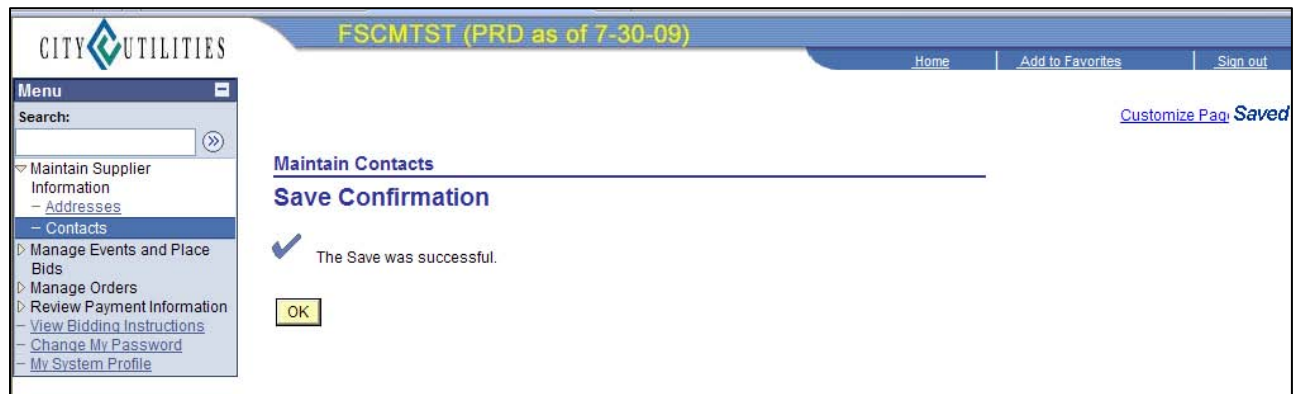 CITY UTILITIES
FSCMTST (PRD as of 7-30-09)
Home
Add to Favorites
Sign out
Menu
Search:
Maintain Supplier
Information
– Addresses
– Contacts
Manage Events and Place
Bids
Manage Orders
Review Payment Information
– View Bidding Instructions
– Change My Password
– My System Profile
Customize Pag Saved
Maintain Contacts
Save Confirmation
The Save was successful.
OK